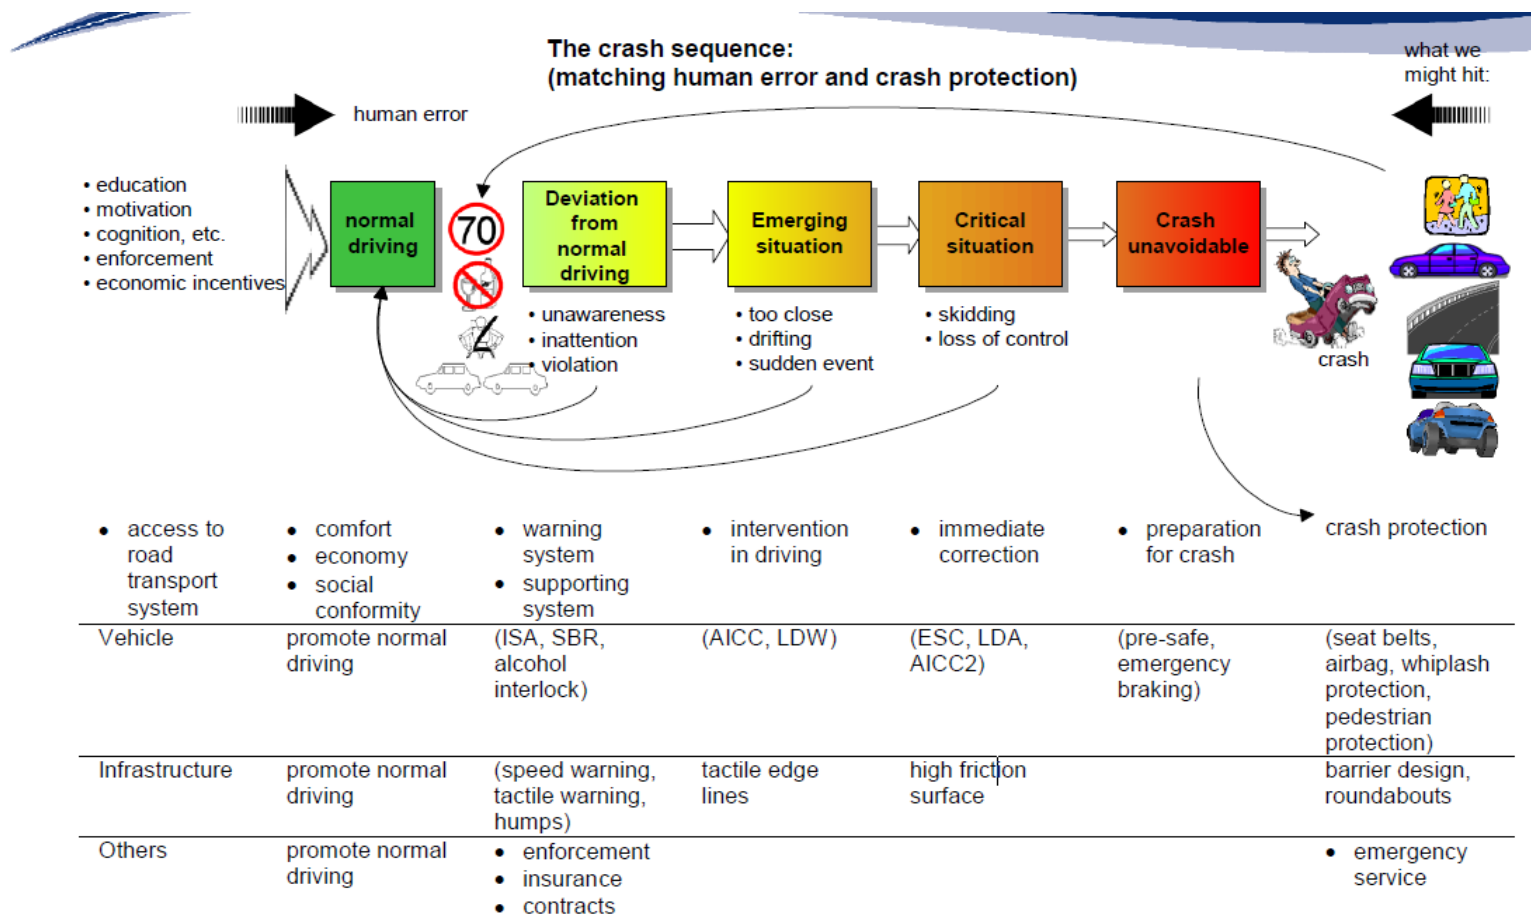 The crash sequence:
(matching human error and crash protection)
what we
might hit:
human error
• education
• motivation
• cognition, etc.
• enforcement
• economic incentives
normal
driving
70
Deviation
from
normal
driving
Emerging
situation
Critical
situation
Crash
unavoidable
• unawareness
• inattention
• violation
• too close
• drifting
• sudden event
• skidding
• loss of control
crash
• access to
road
transport
system
• comfort
• economy
• social
conformity
• warning
system
• supporting
system
• intervention
in driving
• immediate
correction
• preparation
for crash
crash protection
Vehicle
promote normal
driving
(ISA, SBR,
alcohol
interlock)
(AICC, LDW)
(ESC, LDA,
AICC2)
(pre-safe,
emergency
braking)
(seat belts,
airbag, whiplash
protection,
pedestrian
protection)
Infrastructure
promote normal
driving
(speed warning,
tactile warning,
humps)
tactile edge
lines
high friction
surface
barrier design,
roundabouts
Others
promote normal
driving
• enforcement
• insurance
• contracts
• emergency
service